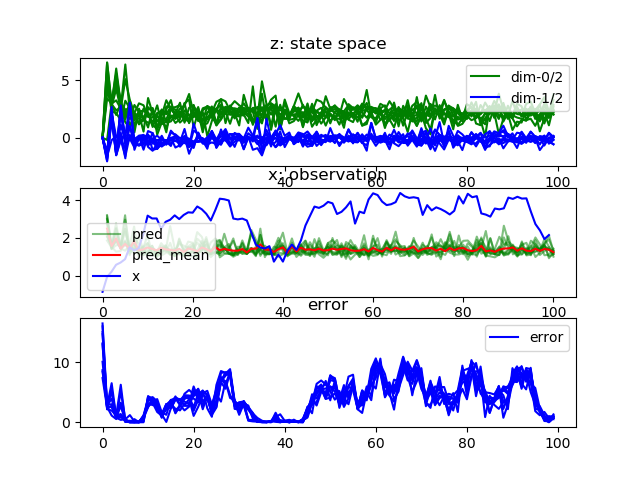 z: state space
5
0
dim-0/2
dim-1/2
0 20 40 60 80 100
x: observation
4
2
0
pred
pred_mean
x
0 20 40 60 80 100
error
10
0
error
0 20 40 60 80 100